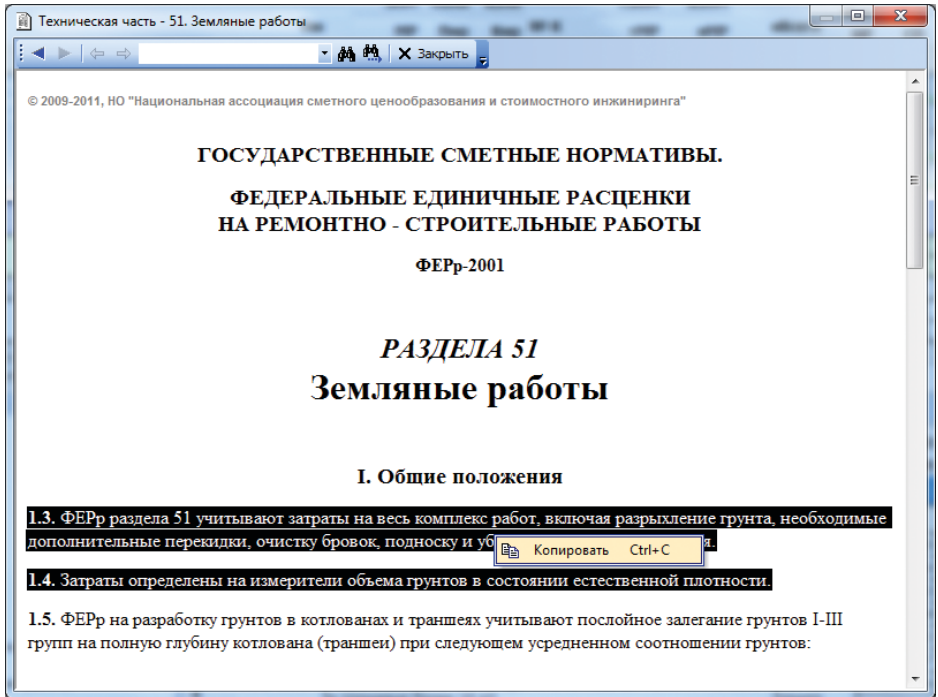 Техническая часть - 51. Земляные работы
Закрыть
© 2009-2011, НО "Национальная ассоциация сметного ценообразования и стоимостного инжиниринга"
ГОСУДАРСТВЕННЫЕ СМЕТНЫЕ НОРМАТИВЫ.
ФЕДЕРАЛЬНЫЕ ЕДИНИЧНЫЕ РАСЦЕНКИ
НА РЕМОНТНО - СТРОИТЕЛЬНЫЕ РАБОТЫ
ФЕРр-2001
РАЗДЕЛА 51
Земляные работы
I. Общие положения
1.3. ФЕРр раздела 51 учитывают затраты на весь комплекс работ, включая разрыхление грунта, необходимые
дополнительные перекидки, очистку бровок, подноску и
Копировать Ctrl+C
1.4. Затраты определены на измерители объема грунтов в состоянии естественной плотности.
1.5. ФЕРр на разработку грунтов в котлованах и траншеях учитывают послойное залегание грунтов I-III
групп на полную глубину котлована (траншеи) при следующем усредненном соотношении грунтов: